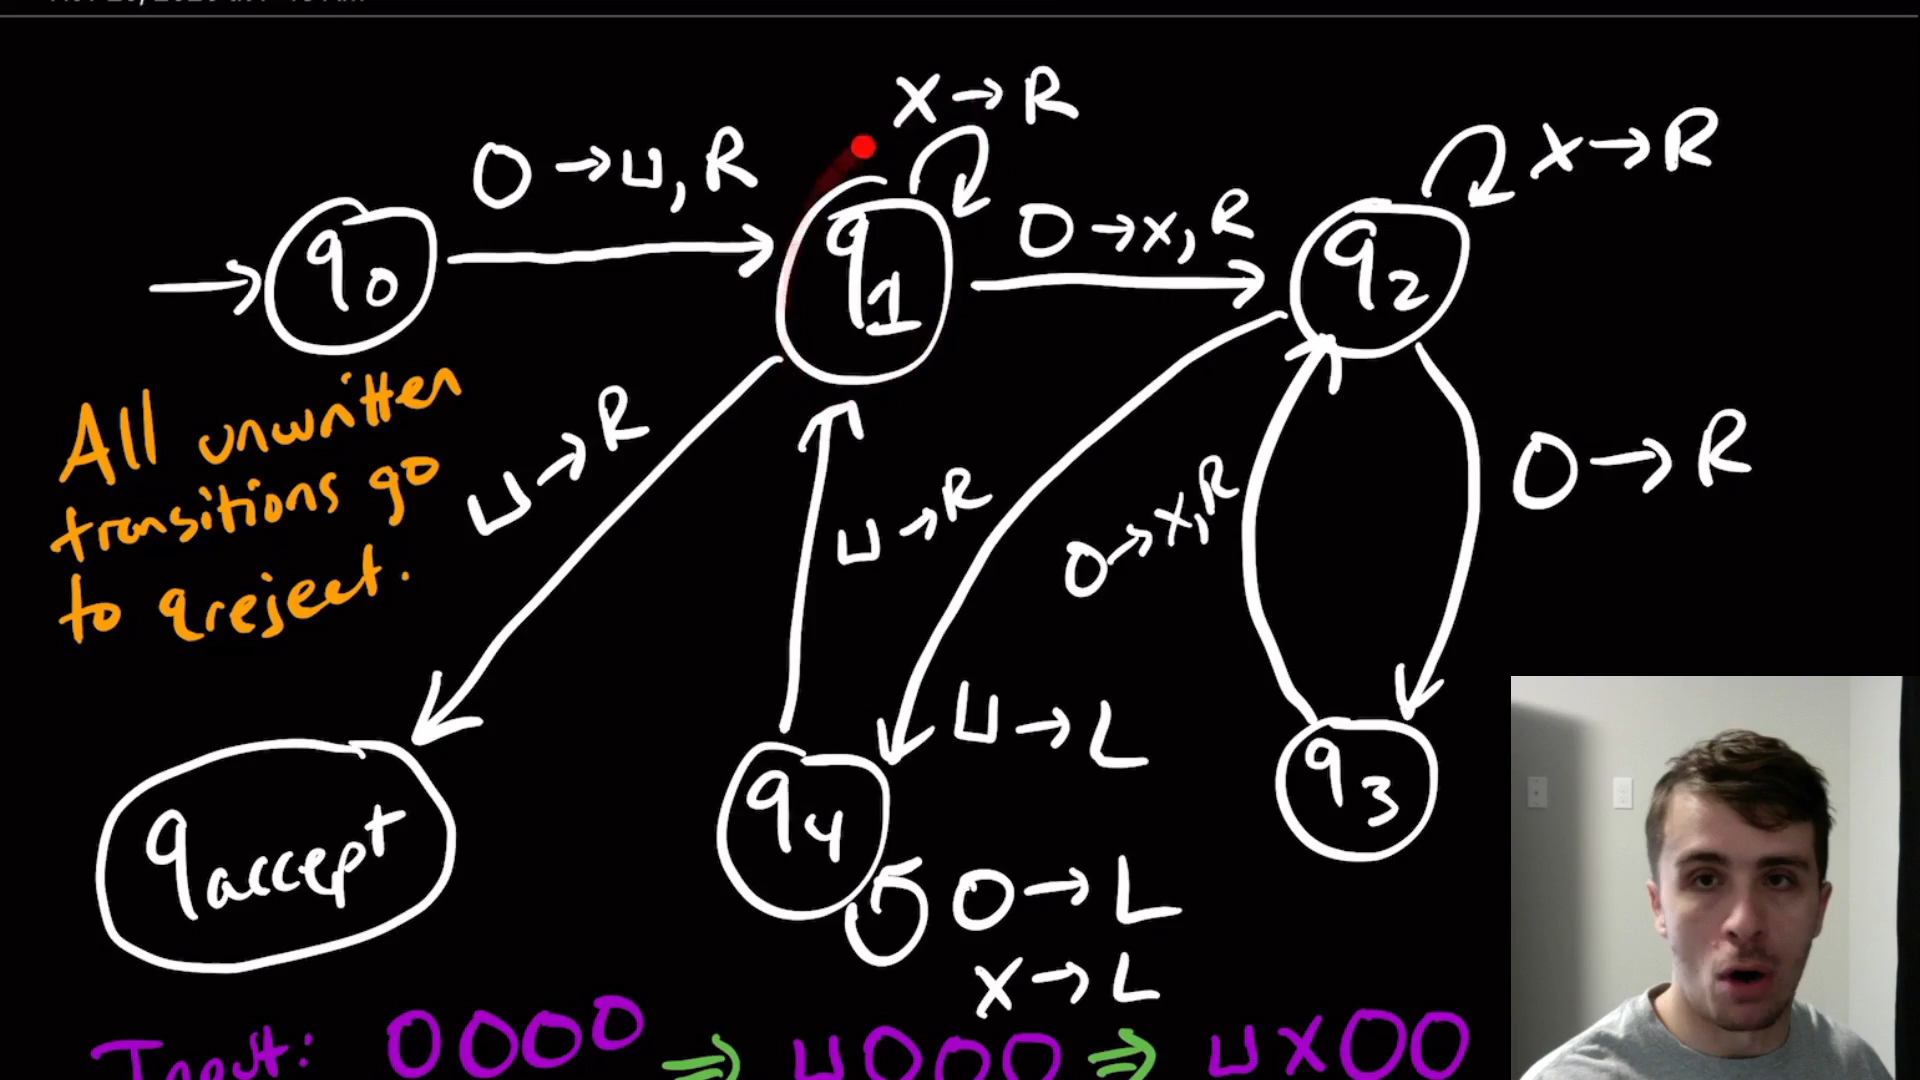 X→R
0→⊔,R
X→R
q0
q1
0→x,R
q2
All unwritten
transitions go
to qreject.
⊔→R
⊔→R
0→x,R
0→R
⊔→L
qaccept
q4
q3
0→L
X→L
Input: 0000 ⇒ ⊔000 ⇒ ⊔X00